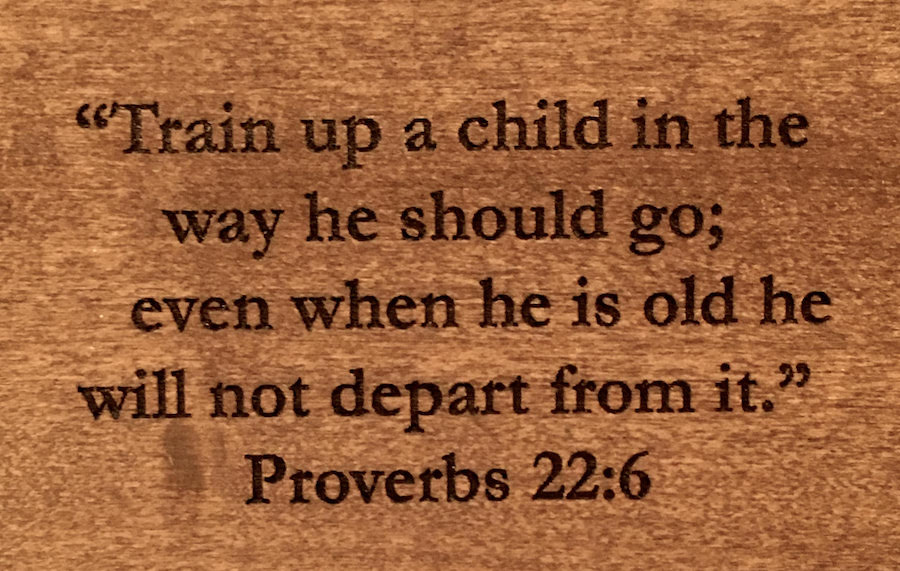 “Train up a child in the
way he should go;
even when he is old he
will not depart from it.”
Proverbs 22:6